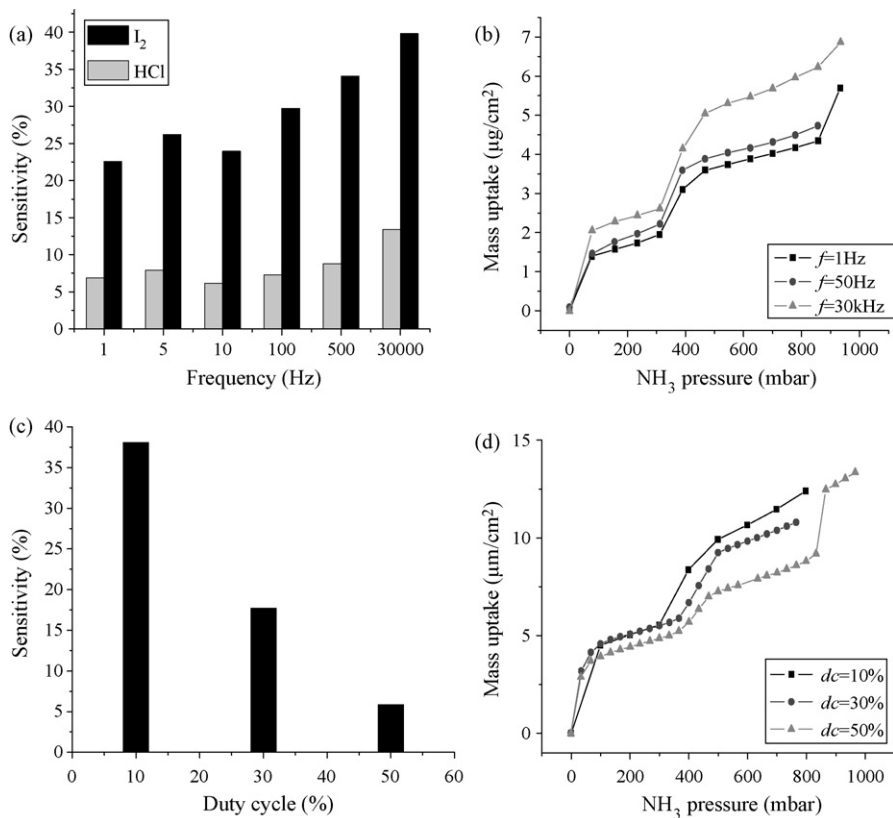 (a)
I₂
HCl
Sensitivity (%)
40
35
30
25
20
15
10
5
0
1 5 10 100 500 30000
Frequency (Hz)
(b)
Mass uptake (µg/cm²)
7
6
5
4
3
2
1
0
f=1Hz
f=50Hz
f=30kHz
0 200 400 600 800 1000
NH₃ pressure (mbar)
(c)
Sensitivity (%)
40
35
30
25
20
15
10
5
0
0 10 20 30 40 50 60
Duty cycle (%)
(d)
Mass uptake (µm/cm²)
15
10
5
0
dc=10%
dc=30%
dc=50%
0 200 400 600 800 1000
NH₃ pressure (mbar)